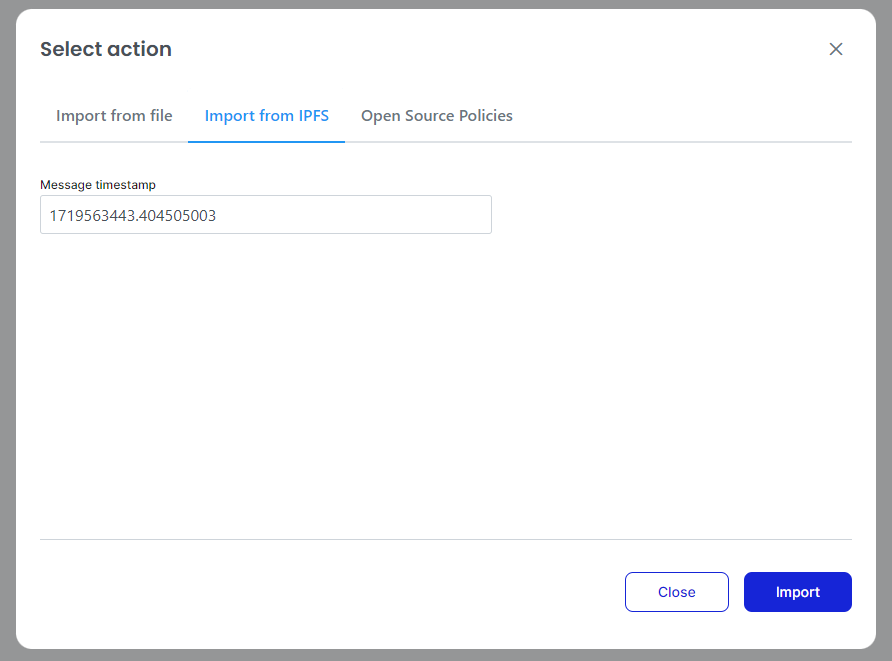 Select action
Import from file Import from IPFS Open Source Policies
Message timestamp
1719563443.404505003
Close Import